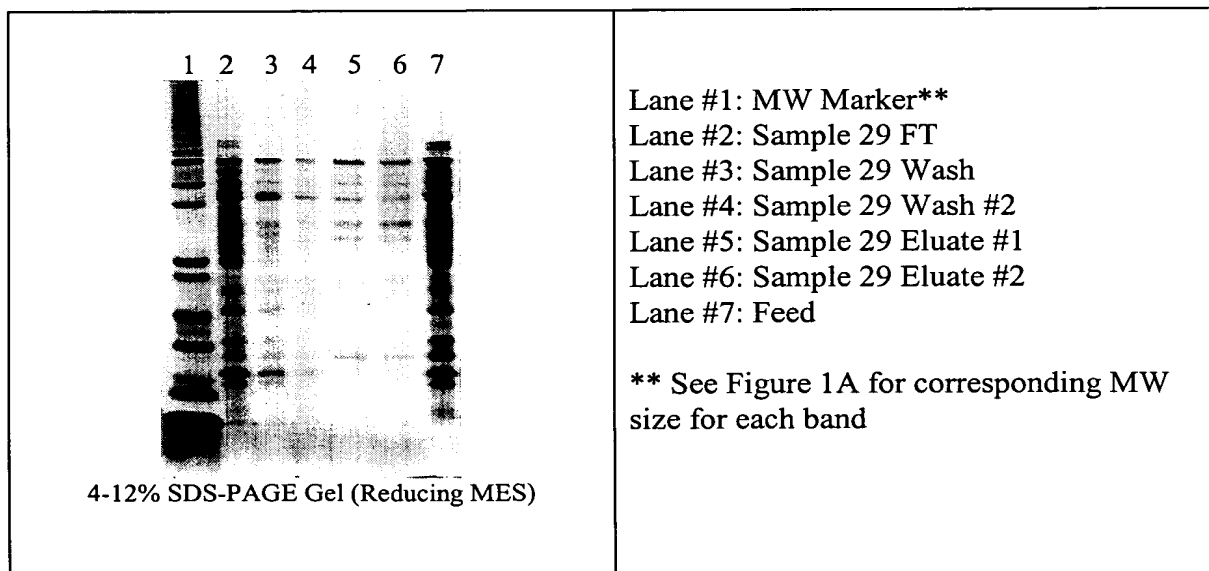 1 2 3 4 5 6 7
4-12% SDS-PAGE Gel (Reducing MES)
Lane #1: MW Marker**
Lane #2: Sample 29 FT
Lane #3: Sample 29 Wash
Lane #4: Sample 29 Wash #2
Lane #5: Sample 29 Eluate #1
Lane #6: Sample 29 Eluate #2
Lane #7: Feed
** See Figure 1A for corresponding MW
size for each band